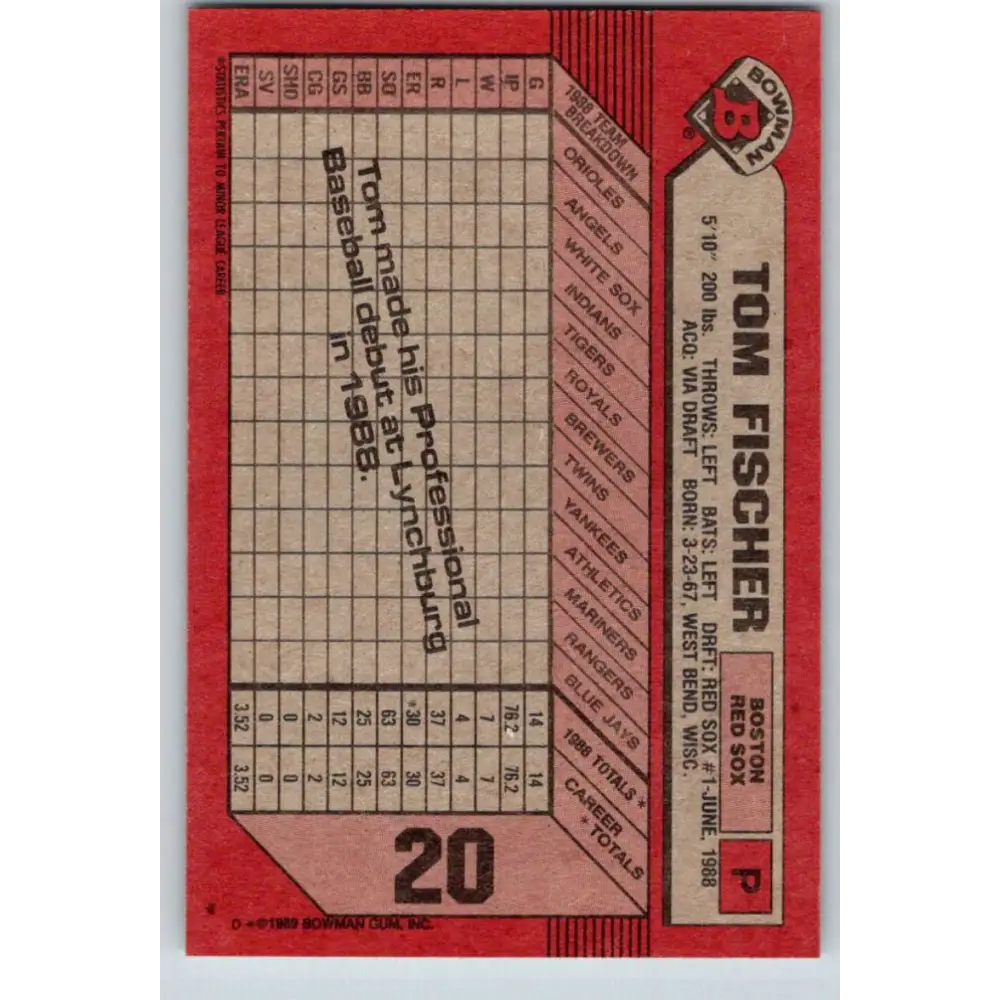 BOWMAN
B
®
TOM FISCHER
BOSTON
RED SOX
P
5'10" 200 lbs. THROWS: LEFT BATS: LEFT DRFT: RED SOX #1-JUNE, 1988
ACQ: VIA DRAFT BORN: 3-23-67, WEST BEND, WISC.
1988 TEAM
BREAKDOWN
ORIOLES
ANGELS
WHITE SOX
INDIANS
TIGERS
ROYALS
BREWERS
TWINS
YANKEES
ATHLETICS
MARINERS
RANGERS
BLUE JAYS
1988 TOTALS *
CAREER
* TOTALS
G 14 14
IP 76.2 76.2
W 7 7
L 4 4
R 37 37
ER *30 30
SO 63 63
BB 25 25
GS 12 12
CG 2 2
SHO 0 0
SV 0 0
ERA 3.52 3.52
Tom made his Professional
Baseball debut at Lynchburg
in 1988.
20
*STATISTICS PERTAIN TO MINOR LEAGUE CAREER
D *©1989 BOWMAN GUM, INC.